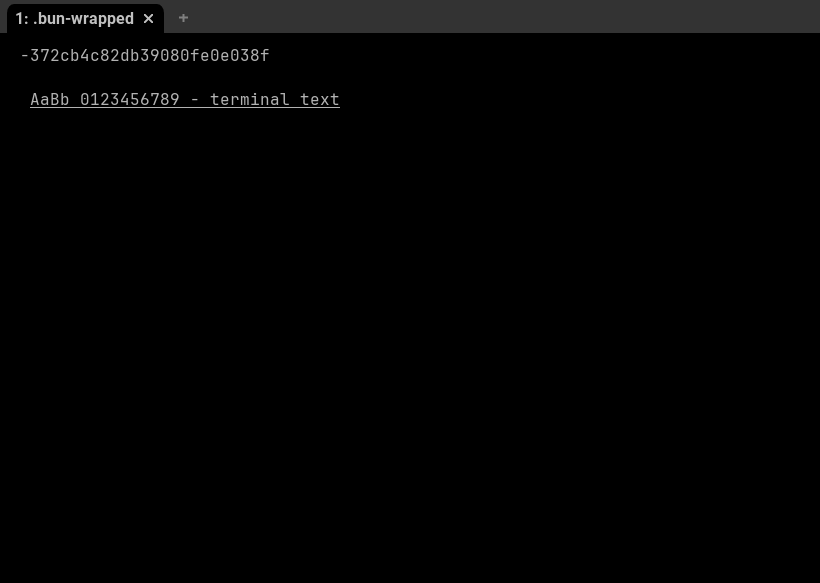 1: .bun-wrapped ✕ +
-372cb4c82db39080fe0e038f
AaBb 0123456789 - terminal text